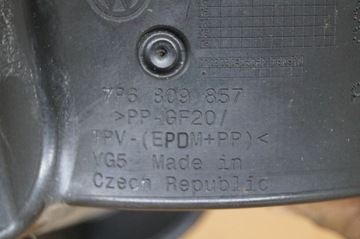 7P6 809 857
>PP-GF20/
TPV-(EPDM+PP)<
VG5 Made in
Czech Republic